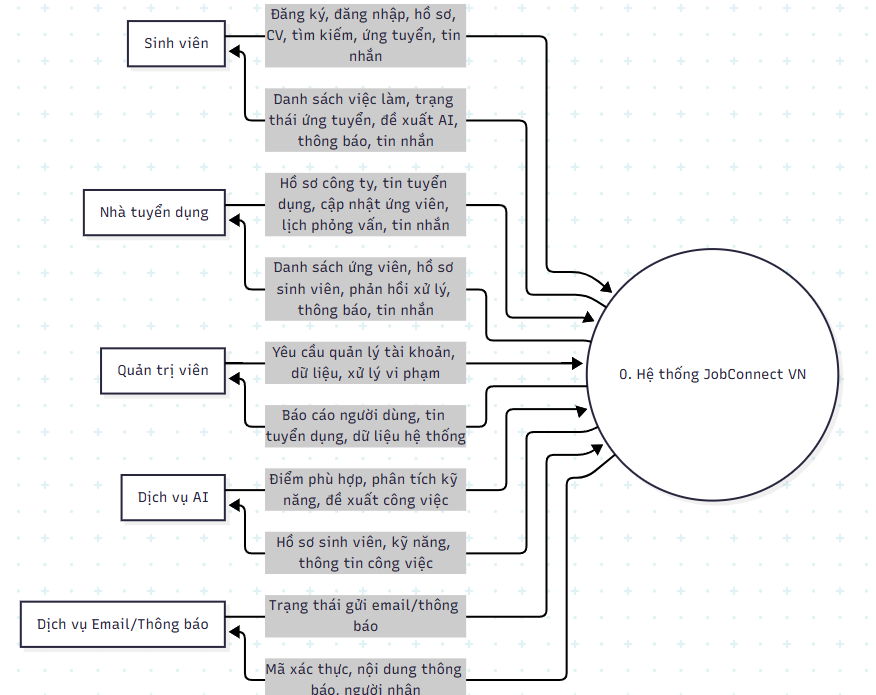 Sinh viên
Đăng ký, đăng nhập, hồ sơ,
CV, tìm kiếm, ứng tuyển, tin
nhắn
Danh sách việc làm, trạng
thái ứng tuyển, đề xuất AI,
thông báo, tin nhắn
Nhà tuyển dụng
Hồ sơ công ty, tin tuyển
dụng, cập nhật ứng viên,
lịch phỏng vấn, tin nhắn
Danh sách ứng viên, hồ sơ
sinh viên, phản hồi xử lý,
thông báo, tin nhắn
Quản trị viên
Yêu cầu quản lý tài khoản,
dữ liệu, xử lý vi phạm
Báo cáo người dùng, tin
tuyển dụng, dữ liệu hệ thống
Dịch vụ AI
Điểm phù hợp, phân tích kỹ
năng, đề xuất công việc
Hồ sơ sinh viên, kỹ năng,
thông tin công việc
Dịch vụ Email/Thông báo
Trạng thái gửi email/thông
báo
Mã xác thực, nội dung thông
báo, người nhận
0. Hệ thống JobConnect VN